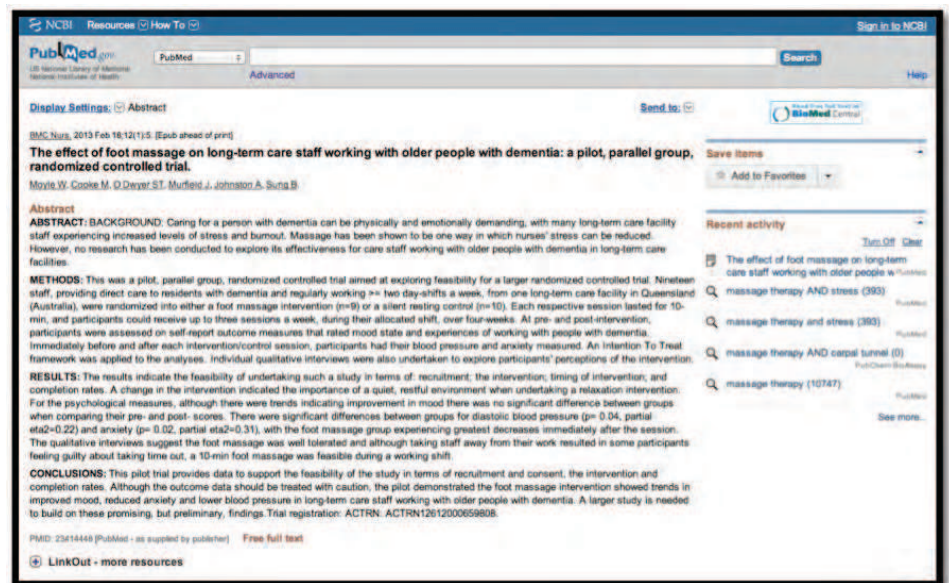 NCBI Resources How To Sign in to NCBI
PubMed.gov PubMed Search
US National Library of Medicine
National Institutes of Health
Advanced Help
Display Settings: Abstract Send to:
BMC Nurs. 2013 Feb 18;12(1):5. [Epub ahead of print]
The effect of foot massage on long-term care staff working with older people with dementia: a pilot, parallel group,
randomized controlled trial.
Moyle W, Cooke M, O Dwyer ST, Murfield J, Johnston A, Sung B.
Abstract
ABSTRACT: BACKGROUND: Caring for a person with dementia can be physically and emotionally demanding, with many long-term care facility
staff experiencing increased levels of stress and burnout. Massage has been shown to be one way in which nurses' stress can be reduced.
However, no research has been conducted to explore its effectiveness for care staff working with older people with dementia in long-term care
facilities.
METHODS: This was a pilot, parallel group, randomized controlled trial aimed at exploring feasibility for a larger randomized controlled trial. Nineteen
staff, providing direct care to residents with dementia and regularly working >= two day-shifts a week, from one long-term care facility in Queensland
(Australia), were randomized into either a foot massage intervention (n=9) or a silent resting control (n=10). Each respective session lasted for 10-
min, and participants could receive up to three sessions a week, during their allocated shift, over four-weeks. At pre- and post-intervention,
participants were assessed on self-report outcome measures that rated mood state and experiences of working with people with dementia.
Immediately before and after each intervention/control session, participants had their blood pressure and anxiety measured. An Intention To Treat
framework was applied to the analyses. Individual qualitative interviews were also undertaken to explore participants' perceptions of the intervention.
RESULTS: The results indicate the feasibility of undertaking such a study in terms of: recruitment; the intervention; timing of intervention; and
completion rates. A change in the intervention indicated the importance of a quiet, restful environment when undertaking a relaxation intervention.
For the psychological measures, although there were trends indicating improvement in mood there was no significant difference between groups
when comparing their pre- and post- scores. There were significant differences between groups for diastolic blood pressure (p= 0.04, partial
eta2=0.22) and anxiety (p= 0.02, partial eta2=0.31), with the foot massage group experiencing greatest decreases immediately after the session.
The qualitative interviews suggest the foot massage was well tolerated and although taking staff away from their work resulted in some participants
feeling guilty about taking time out, a 10-min foot massage was feasible during a working shift.
CONCLUSIONS: This pilot trial provides data to support the feasibility of the study in terms of recruitment and consent, the intervention and
completion rates. Although the outcome data should be treated with caution, the pilot demonstrated the foot massage intervention showed trends in
improved mood, reduced anxiety and lower blood pressure in long-term care staff working with older people with dementia. A larger study is needed
to build on these promising, but preliminary, findings.Trial registration: ACTRN: ACTRN12612000659808.
PMID: 23414448 [PubMed - as supplied by publisher] Free full text
LinkOut - more resources
Read free full text at
BioMed Central
Save items
Add to Favorites
Recent activity
Turn Off Clear
The effect of foot massage on long-term
care staff working with older people w PubMed
massage therapy AND stress (393)
PubMed
massage therapy and stress (393)
PubMed
massage therapy AND carpal tunnel (0)
PubChem BioAssay
massage therapy (10747)
PubMed
See more...